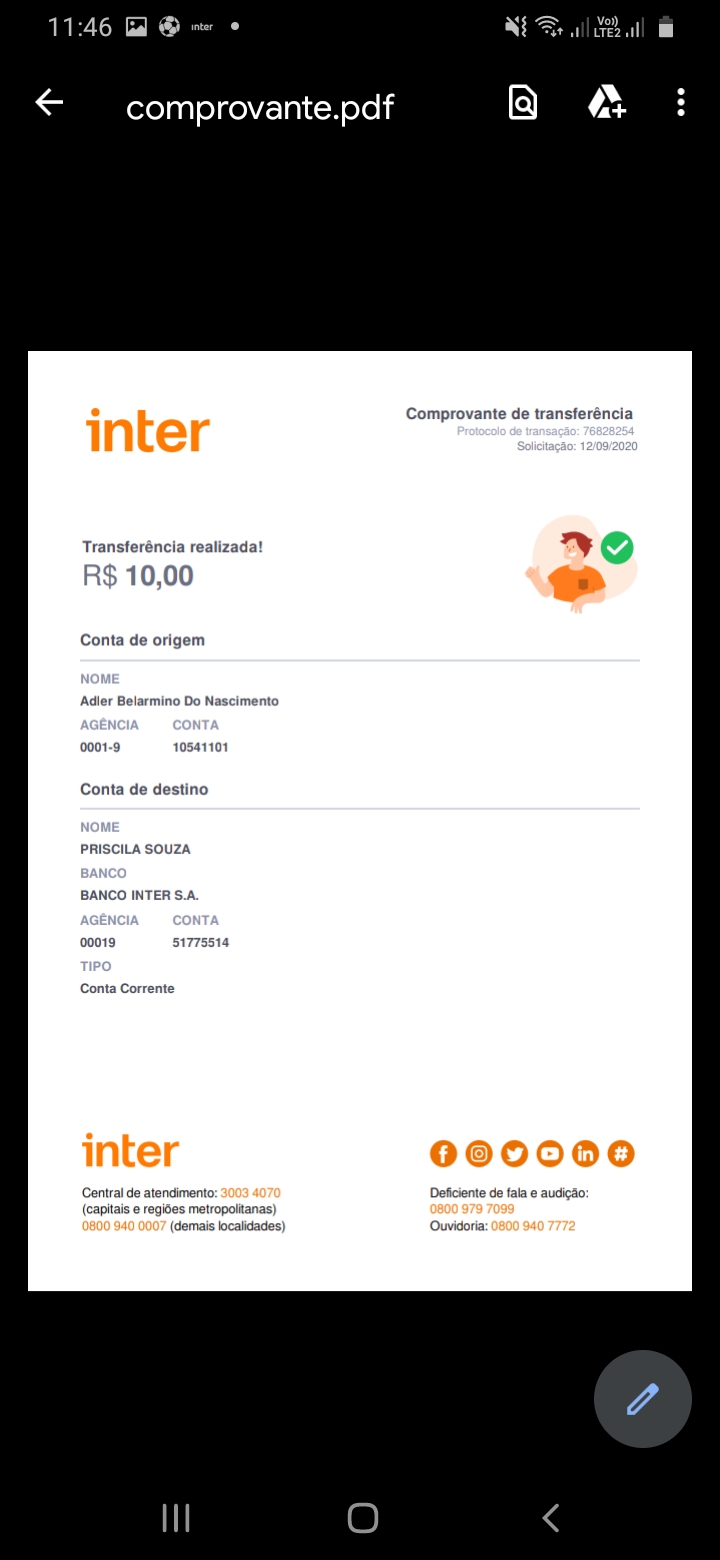 11:46 inter
Vo)) LTE2
comprovante.pdf
inter
Comprovante de transferência
Protocolo de transação: 76828254
Solicitação: 12/09/2020
Transferência realizada!
R$ 10,00
Conta de origem
NOME
Adler Belarmino Do Nascimento
AGÊNCIA CONTA
0001-9 10541101
Conta de destino
NOME
PRISCILA SOUZA
BANCO
BANCO INTER S.A.
AGÊNCIA CONTA
00019 51775514
TIPO
Conta Corrente
inter
Central de atendimento: 3003 4070
(capitais e regiões metropolitanas)
0800 940 0007 (demais localidades)
Deficiente de fala e audição:
0800 979 7099
Ouvidoria: 0800 940 7772